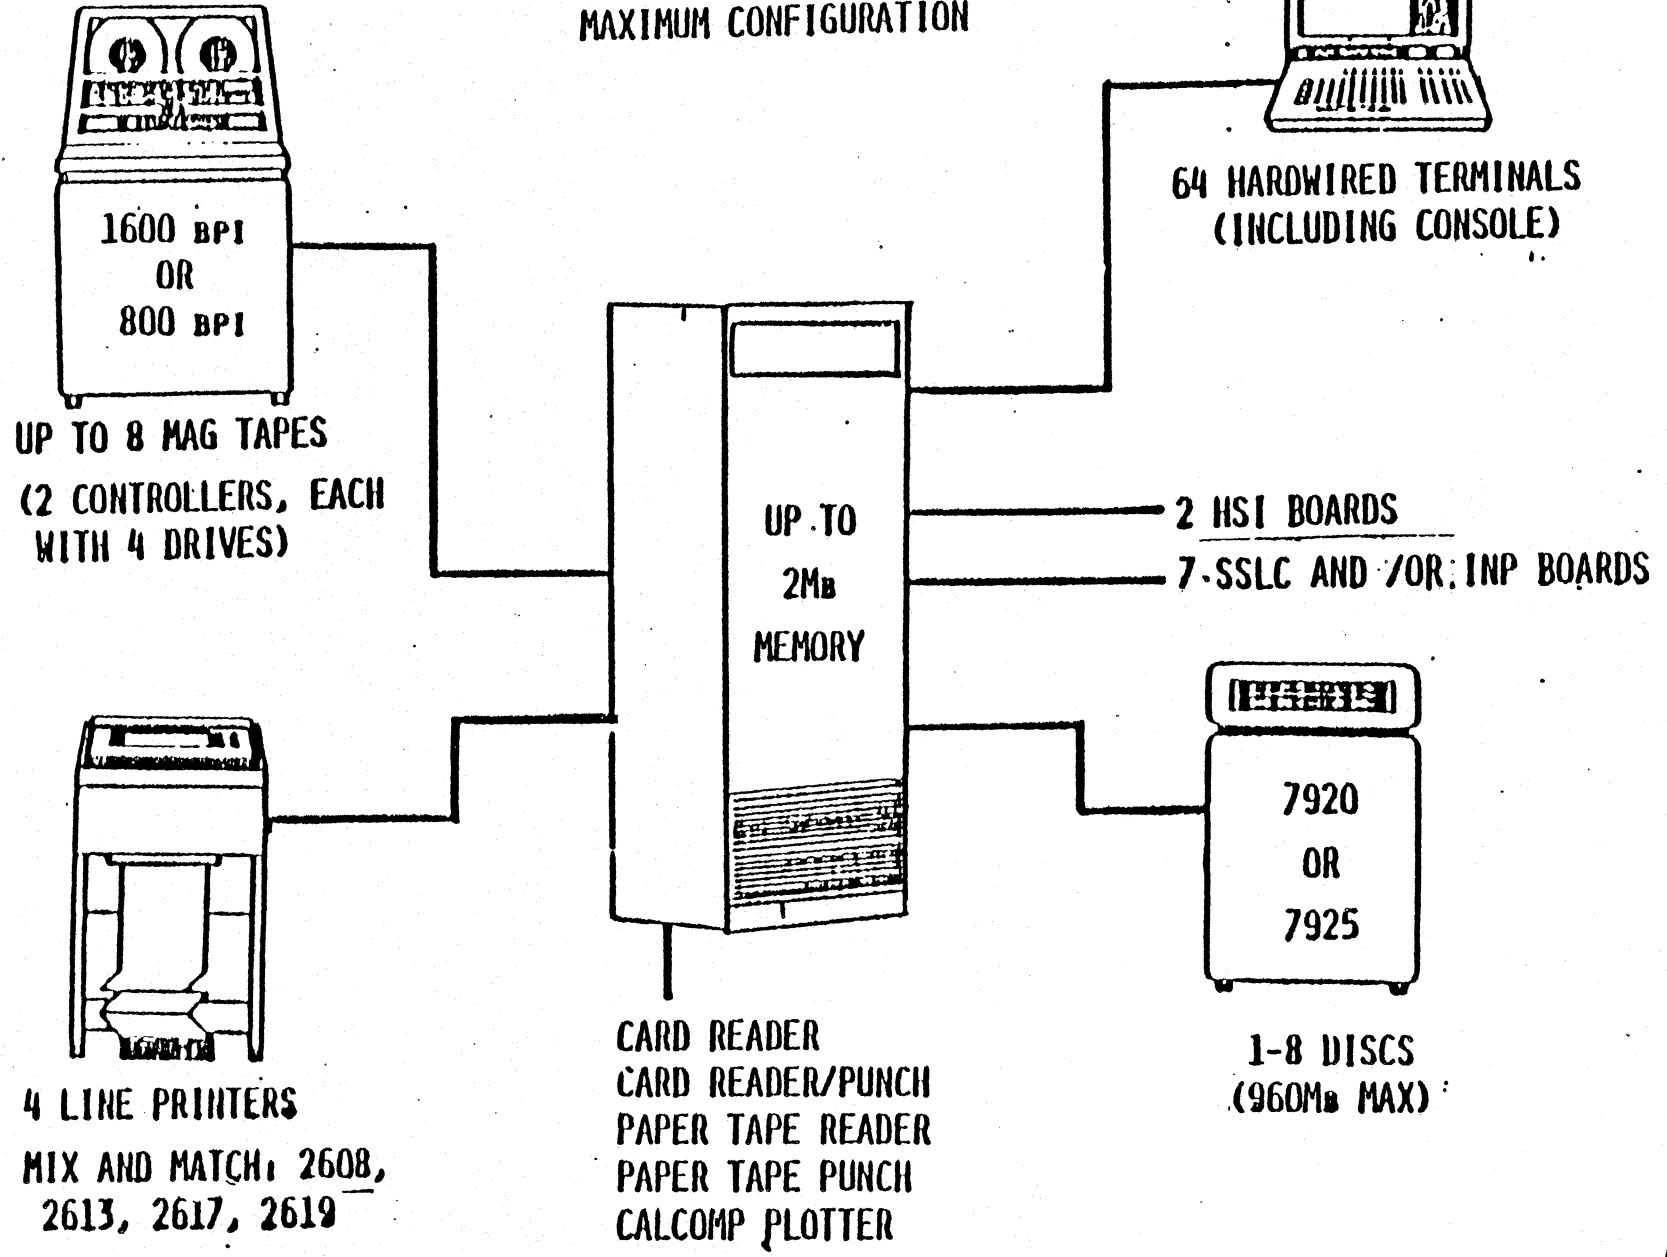 MAXIMUM CONFIGURATION
1600 BPI
OR
800 BPI
UP TO 8 MAG TAPES
(2 CONTROLLERS, EACH
WITH 4 DRIVES)
64 HARDWIRED TERMINALS
(INCLUDING CONSOLE)
UP TO
2MB
MEMORY
2 HSI BOARDS
7 SSLC AND /OR INP BOARDS
7920
OR
7925
1-8 DISCS
(960MB MAX)
4 LINE PRINTERS
MIX AND MATCH: 2608,
2613, 2617, 2619
CARD READER
CARD READER/PUNCH
PAPER TAPE READER
PAPER TAPE PUNCH
CALCOMP PLOTTER